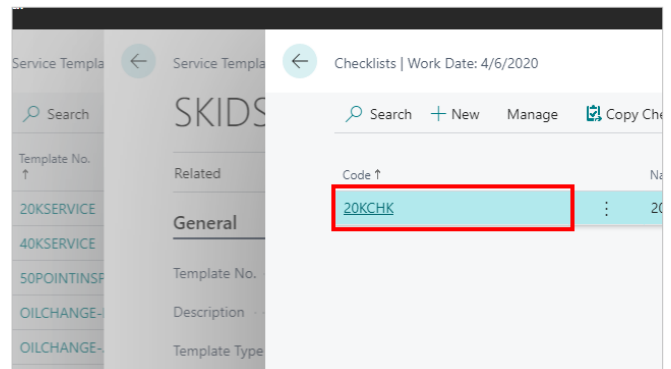 Service Templa
Search
Template No.
↑
20KSERVICE
40KSERVICE
50POINTINSP
OILCHANGE-
OILCHANGE-
Service Templa
SKIDS
Related
General
Template No.
Description
Template Type
Checklists | Work Date: 4/6/2020
Search + New Manage Copy Che
Code ↑ Na
20KCHK 20